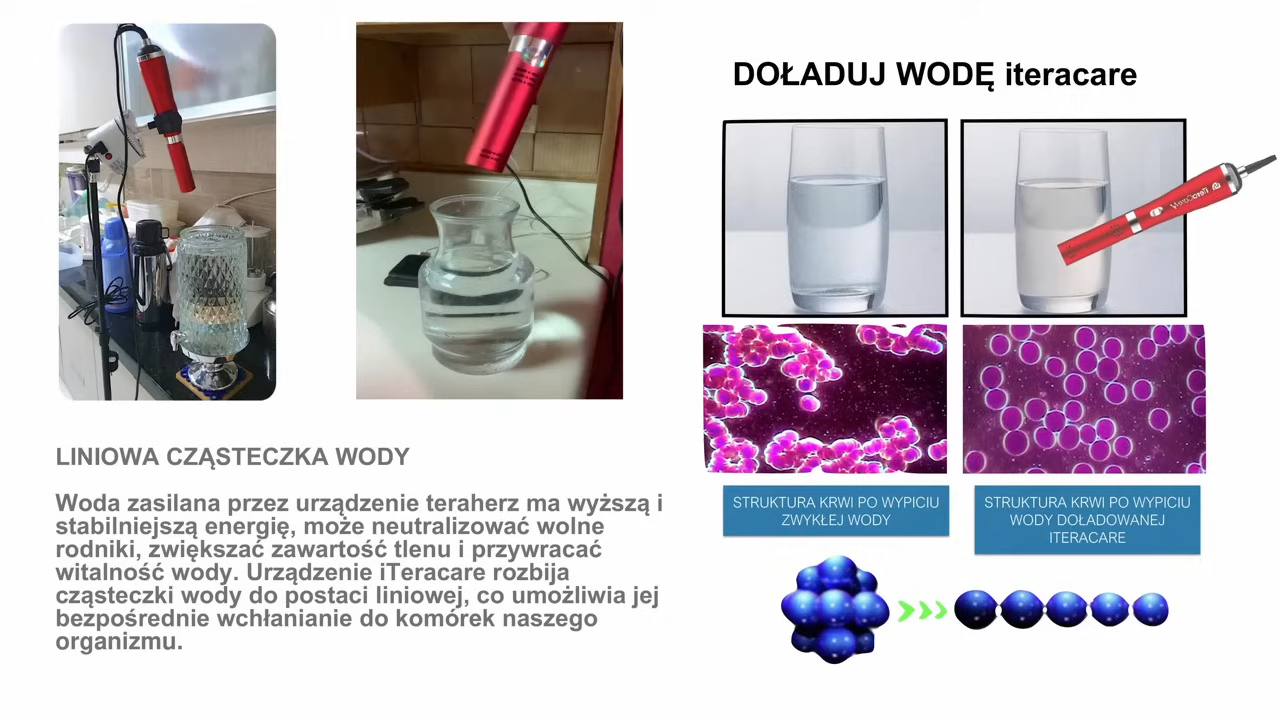 DOŁADUJ WODĘ iteracare
LINIOWA CZĄSTECZKA WODY
Woda zasilana przez urządzenie teraherz ma wyższą i
stabilniejszą energię, może neutralizować wolne
rodniki, zwiększać zawartość tlenu i przywracać
witalność wody. Urządzenie iTeracare rozbija
cząsteczki wody do postaci liniowej, co umożliwia jej
bezpośrednie wchłanianie do komórek naszego
organizmu.
STRUKTURA KRWI PO WYPICIU
ZWYKŁEJ WODY
STRUKTURA KRWI PO WYPICIU
WODY DOŁADOWANEJ
ITERACARE